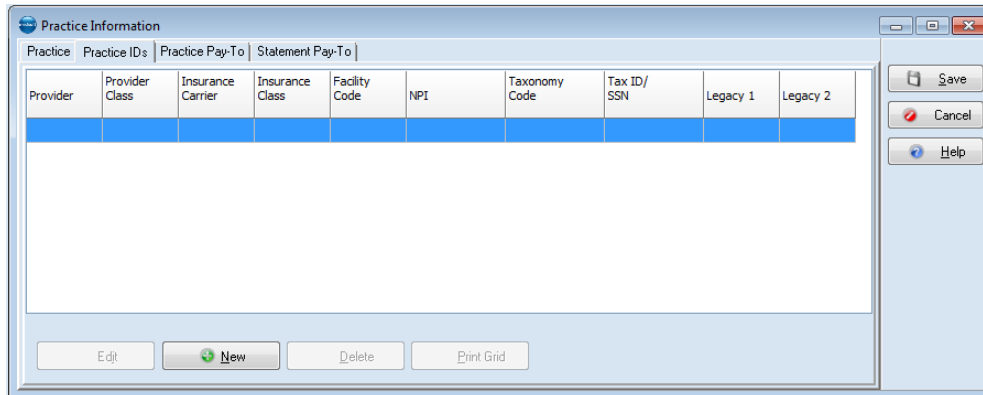 Practice Information
Practice Practice IDs Practice Pay-To Statement Pay-To
Provider Provider Class Insurance Carrier Insurance Class Facility Code NPI Taxonomy Code Tax ID/ SSN Legacy 1 Legacy 2
Save
Cancel
Help
Edit New Delete Print Grid